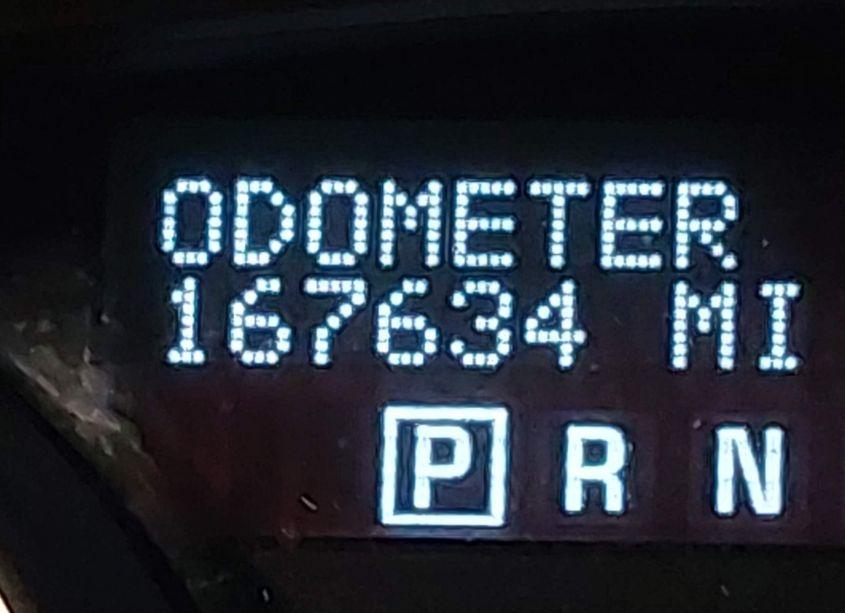 ODOMETER
167634 MI
P R N